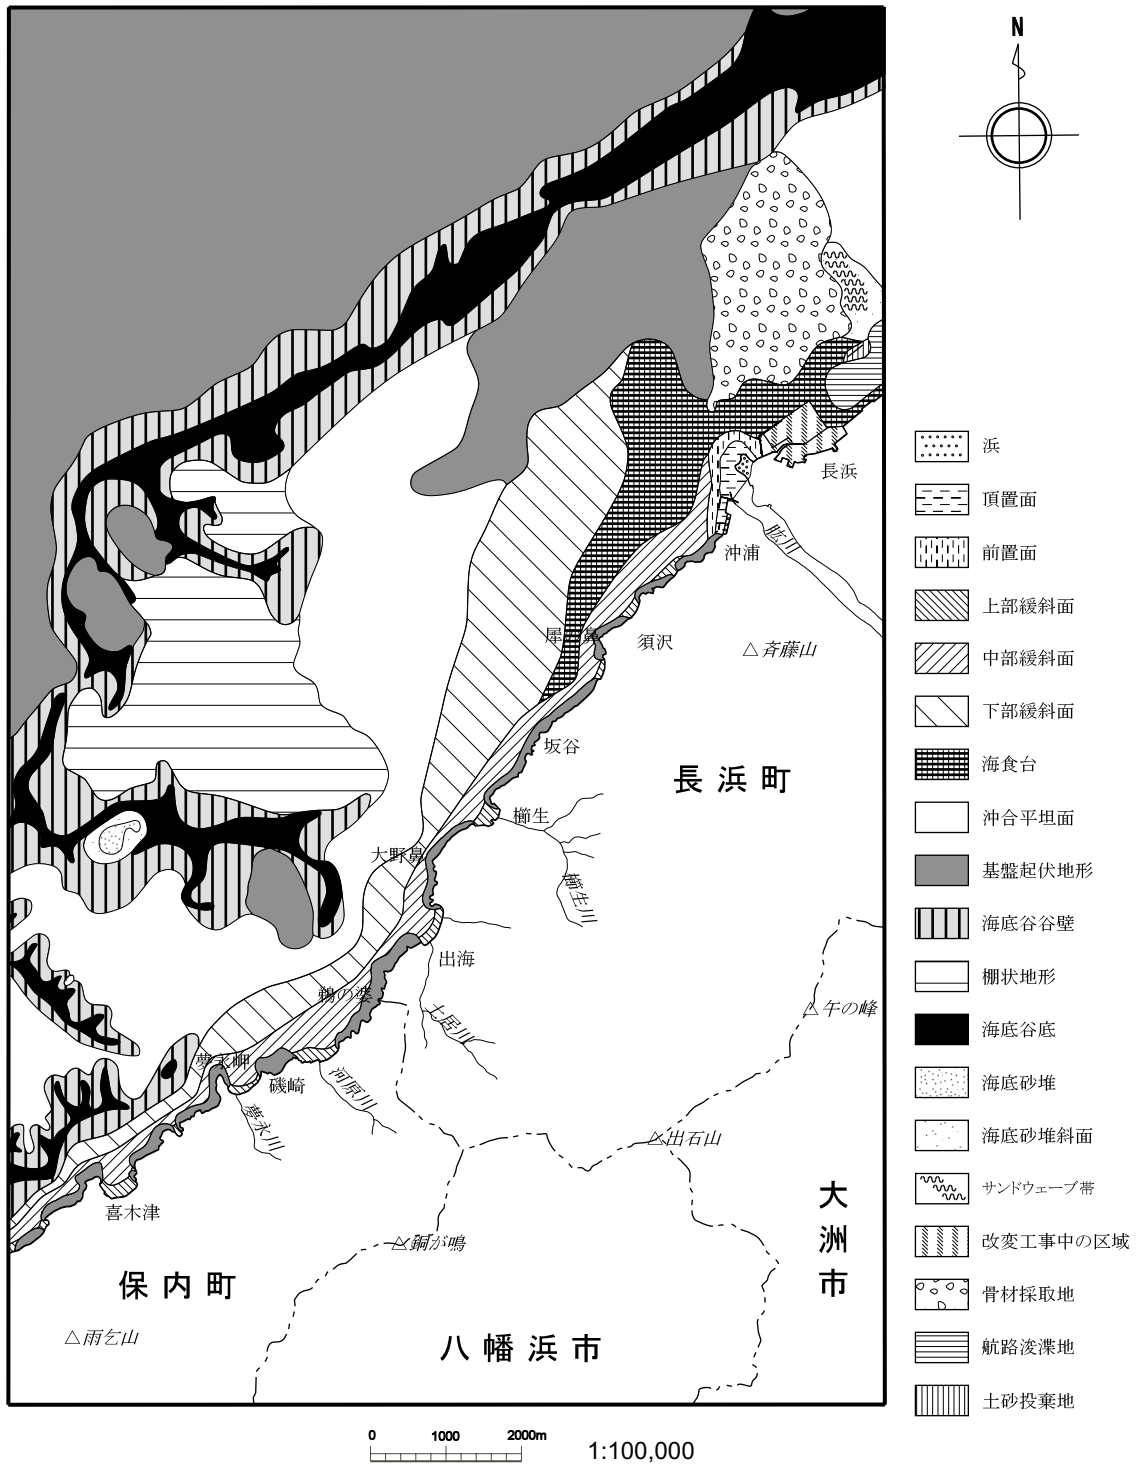 N
浜
頂置面
前置面
上部緩斜面
中部緩斜面
下部緩斜面
海食台
沖合平坦面
基盤起伏地形
海底谷谷壁
棚状地形
海底谷底
海底砂堆
海底砂堆斜面
サンドウェーブ帯
改変工事中の区域
骨材採取地
航路浚渫地
土砂投棄地
長浜
肱川
沖浦
須沢
△斉藤山
坂谷
長浜町
櫛生
大野鼻
櫛生川
出海
土居川
△午の峰
夢永岬
磯崎
河原川
夢永川
△出石山
喜木津
大洲市
△銅が鳴
保内町
△雨乞山
八幡浜市
0 1000 2000m
1:100,000